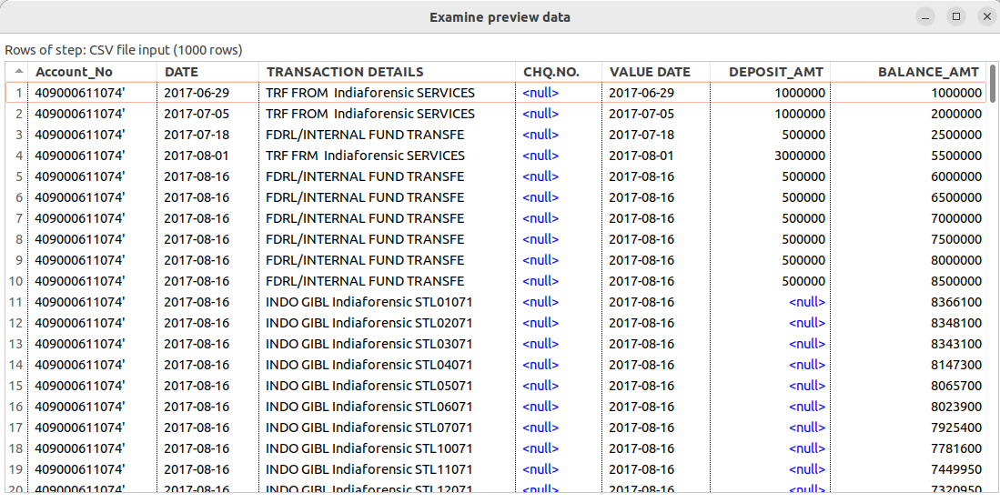 Examine preview data
Rows of step: CSV file input (1000 rows)
Account_No DATE TRANSACTION DETAILS CHQ.NO. VALUE DATE DEPOSIT_AMT BALANCE_AMT
1 409000611074' 2017-06-29 TRF FROM  Indiaforensic SERVICES <null> 2017-06-29 1000000 1000000
2 409000611074' 2017-07-05 TRF FROM  Indiaforensic SERVICES <null> 2017-07-05 1000000 2000000
3 409000611074' 2017-07-18 FDRL/INTERNAL FUND TRANSFE <null> 2017-07-18 500000 2500000
4 409000611074' 2017-08-01 TRF FRM  Indiaforensic SERVICES <null> 2017-08-01 3000000 5500000
5 409000611074' 2017-08-16 FDRL/INTERNAL FUND TRANSFE <null> 2017-08-16 500000 6000000
6 409000611074' 2017-08-16 FDRL/INTERNAL FUND TRANSFE <null> 2017-08-16 500000 6500000
7 409000611074' 2017-08-16 FDRL/INTERNAL FUND TRANSFE <null> 2017-08-16 500000 7000000
8 409000611074' 2017-08-16 FDRL/INTERNAL FUND TRANSFE <null> 2017-08-16 500000 7500000
9 409000611074' 2017-08-16 FDRL/INTERNAL FUND TRANSFE <null> 2017-08-16 500000 8000000
10 409000611074' 2017-08-16 FDRL/INTERNAL FUND TRANSFE <null> 2017-08-16 500000 8500000
11 409000611074' 2017-08-16 INDO GIBL Indiaforensic STL01071 <null> 2017-08-16 <null> 8366100
12 409000611074' 2017-08-16 INDO GIBL Indiaforensic STL02071 <null> 2017-08-16 <null> 8348100
13 409000611074' 2017-08-16 INDO GIBL Indiaforensic STL03071 <null> 2017-08-16 <null> 8343100
14 409000611074' 2017-08-16 INDO GIBL Indiaforensic STL04071 <null> 2017-08-16 <null> 8147300
15 409000611074' 2017-08-16 INDO GIBL Indiaforensic STL05071 <null> 2017-08-16 <null> 8065700
16 409000611074' 2017-08-16 INDO GIBL Indiaforensic STL06071 <null> 2017-08-16 <null> 8023900
17 409000611074' 2017-08-16 INDO GIBL Indiaforensic STL07071 <null> 2017-08-16 <null> 7925400
18 409000611074' 2017-08-16 INDO GIBL Indiaforensic STL10071 <null> 2017-08-16 <null> 7781600
19 409000611074' 2017-08-16 INDO GIBL Indiaforensic STL11071 <null> 2017-08-16 <null> 7449950
20 409000611074' 2017-08-16 INDO GIBL Indiaforensic STL12071 <null> 2017-08-16 <null> 7320950